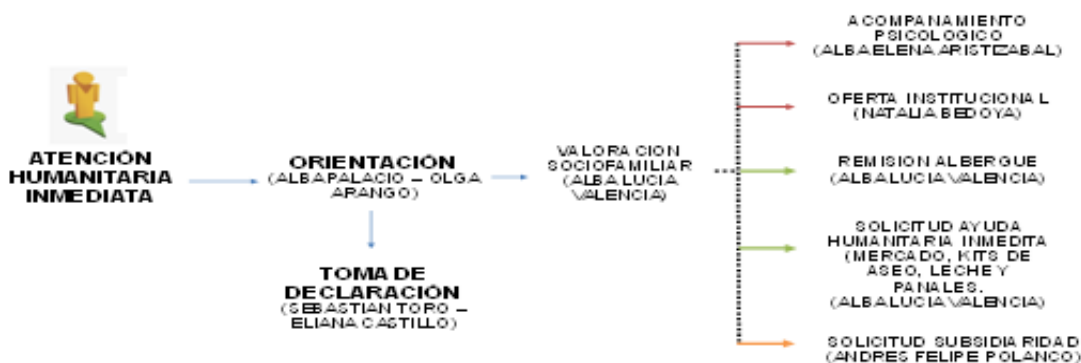 ATENCIÓN
HUMANITARIA
INMEDIATA
ORIENTACIÓN
(ALBA PALACIO – OLGA
ARANGO)
TOMA DE
DECLARACIÓN
(SEBASTIAN TORO –
ELIANA CASTILLO)
VALORACION
SOCIOFAMILIAR
(ALBA LUCIA
VALENCIA)
ACOMPANAMIENTO
PSICOLOGICO
(ALBA ELENA ARISTIZABAL)
OFERTA INSTITUCIONAL
(NATALIA BEDOYA)
REMISION ALBERGUE
(ALBA LUCIA VALENCIA)
SOLICITUD AYUDA
HUMANITARIA INMEDITA
(MERCADO, KITS DE
ASEO, LECHE Y
PANALES.
(ALBA LUCIA VALENCIA)
SOLICITUD SUBSIDIARIDAD
(ANDRES FELIPE POLANCO)